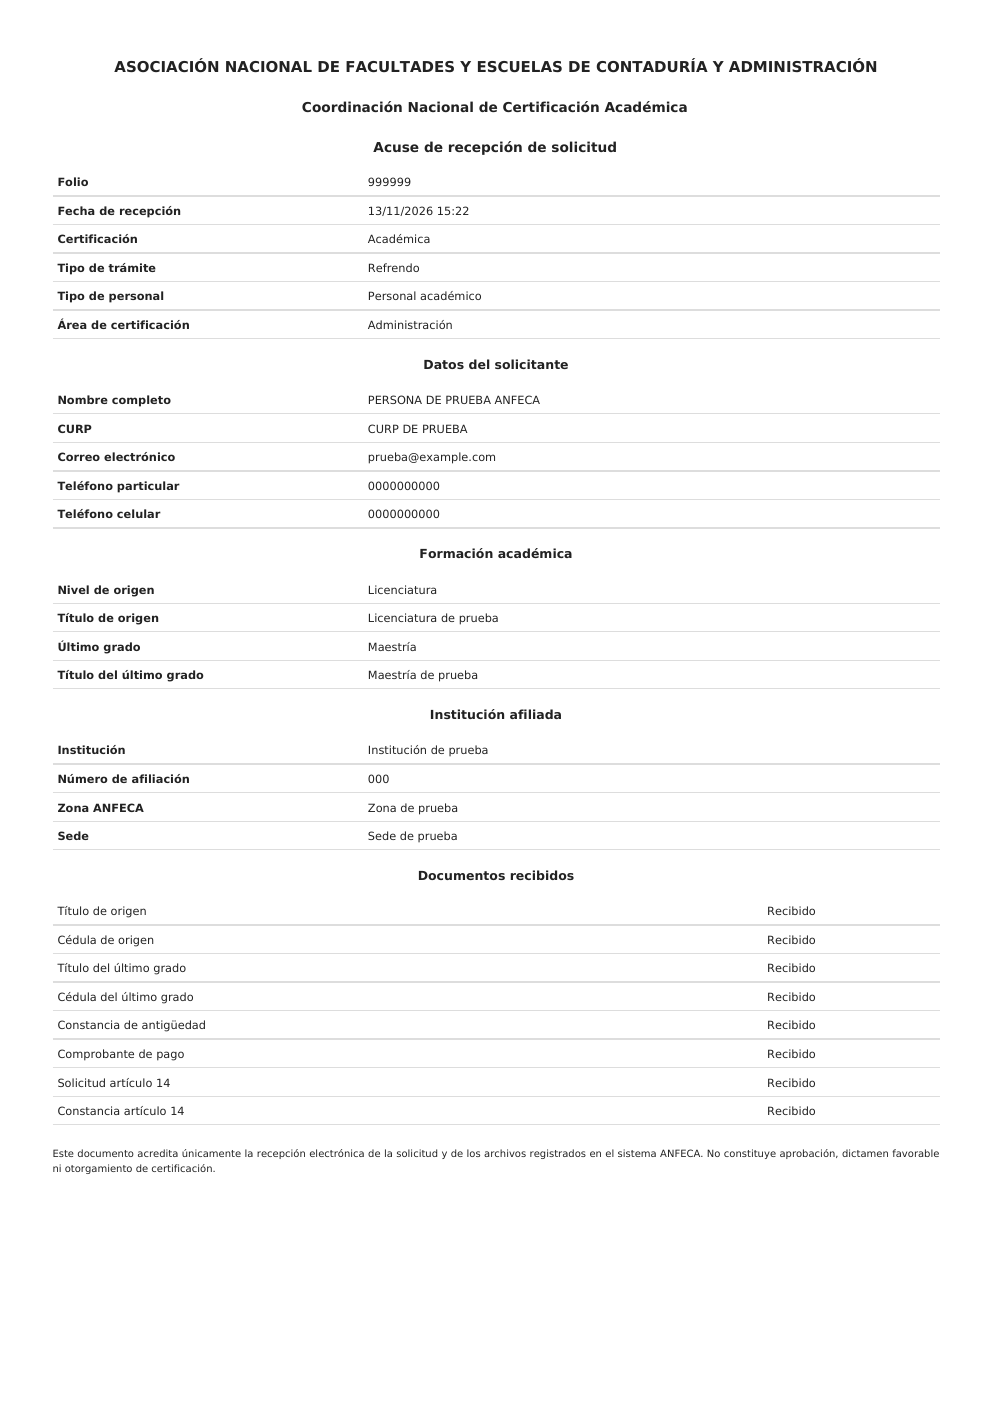 ASOCIACIÓN NACIONAL DE FACULTADES Y ESCUELAS DE CONTADURÍA Y ADMINISTRACIÓN
Coordinación Nacional de Certificación Académica
Acuse de recepción de solicitud
Folio 999999
Fecha de recepción 13/11/2026 15:22
Certificación Académica
Tipo de trámite Refrendo
Tipo de personal Personal académico
Área de certificación Administración
Datos del solicitante
Nombre completo PERSONA DE PRUEBA ANFECA
CURP CURP DE PRUEBA
Correo electrónico prueba@example.com
Teléfono particular 0000000000
Teléfono celular 0000000000
Formación académica
Nivel de origen Licenciatura
Título de origen Licenciatura de prueba
Último grado Maestría
Título del último grado Maestría de prueba
Institución afiliada
Institución Institución de prueba
Número de afiliación 000
Zona ANFECA Zona de prueba
Sede Sede de prueba
Documentos recibidos
Título de origen Recibido
Cédula de origen Recibido
Título del último grado Recibido
Cédula del último grado Recibido
Constancia de antigüedad Recibido
Comprobante de pago Recibido
Solicitud artículo 14 Recibido
Constancia artículo 14 Recibido
Este documento acredita únicamente la recepción electrónica de la solicitud y de los archivos registrados en el sistema ANFECA. No constituye aprobación, dictamen favorable
ni otorgamiento de certificación.